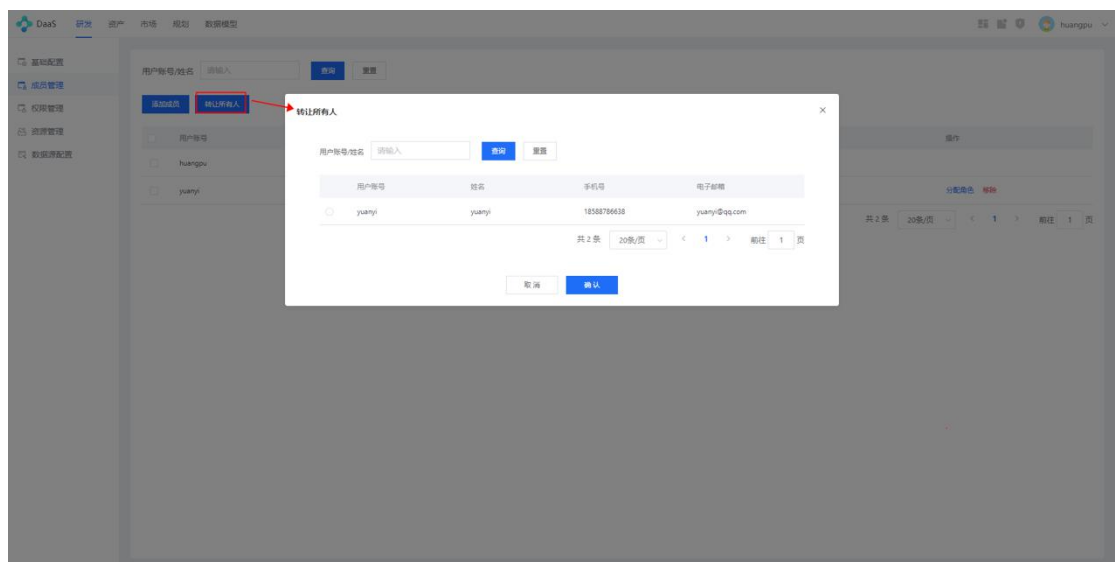 DaaS 研发 资产 市场 规划 数据模型 huangpu
基础配置
成员管理
权限管理
资源管理
数据源配置
用户账号/姓名 请输入 查询 重置
添加成员 转让所有人
用户账号 操作
huangpu
yuanyi 分配角色 移除
共 2 条 20条/页 < 1 > 前往 1 页
转让所有人 ×
用户账号/姓名 请输入 查询 重置
用户账号 姓名 手机号 电子邮箱
yuanyi yuanyi 18588786638 yuanyi@qq.com
共 2 条 20条/页 < 1 > 前往 1 页
取消 确认